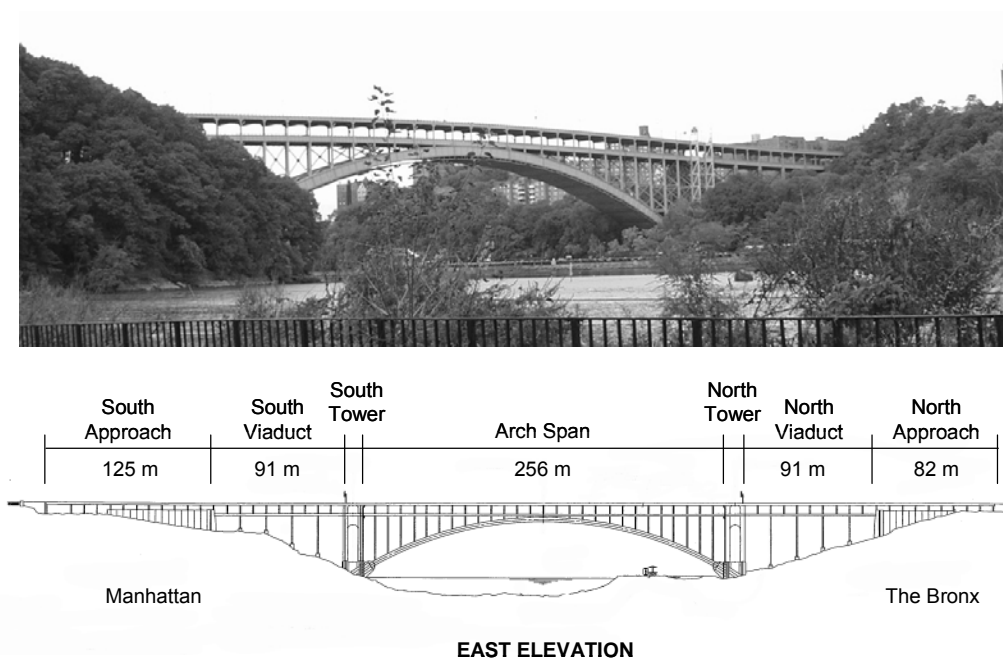 South
Approach
South
Viaduct
South
Tower
Arch Span
North
Tower
North
Viaduct
North
Approach
125 m
91 m
256 m
91 m
82 m
Manhattan
The Bronx
EAST ELEVATION